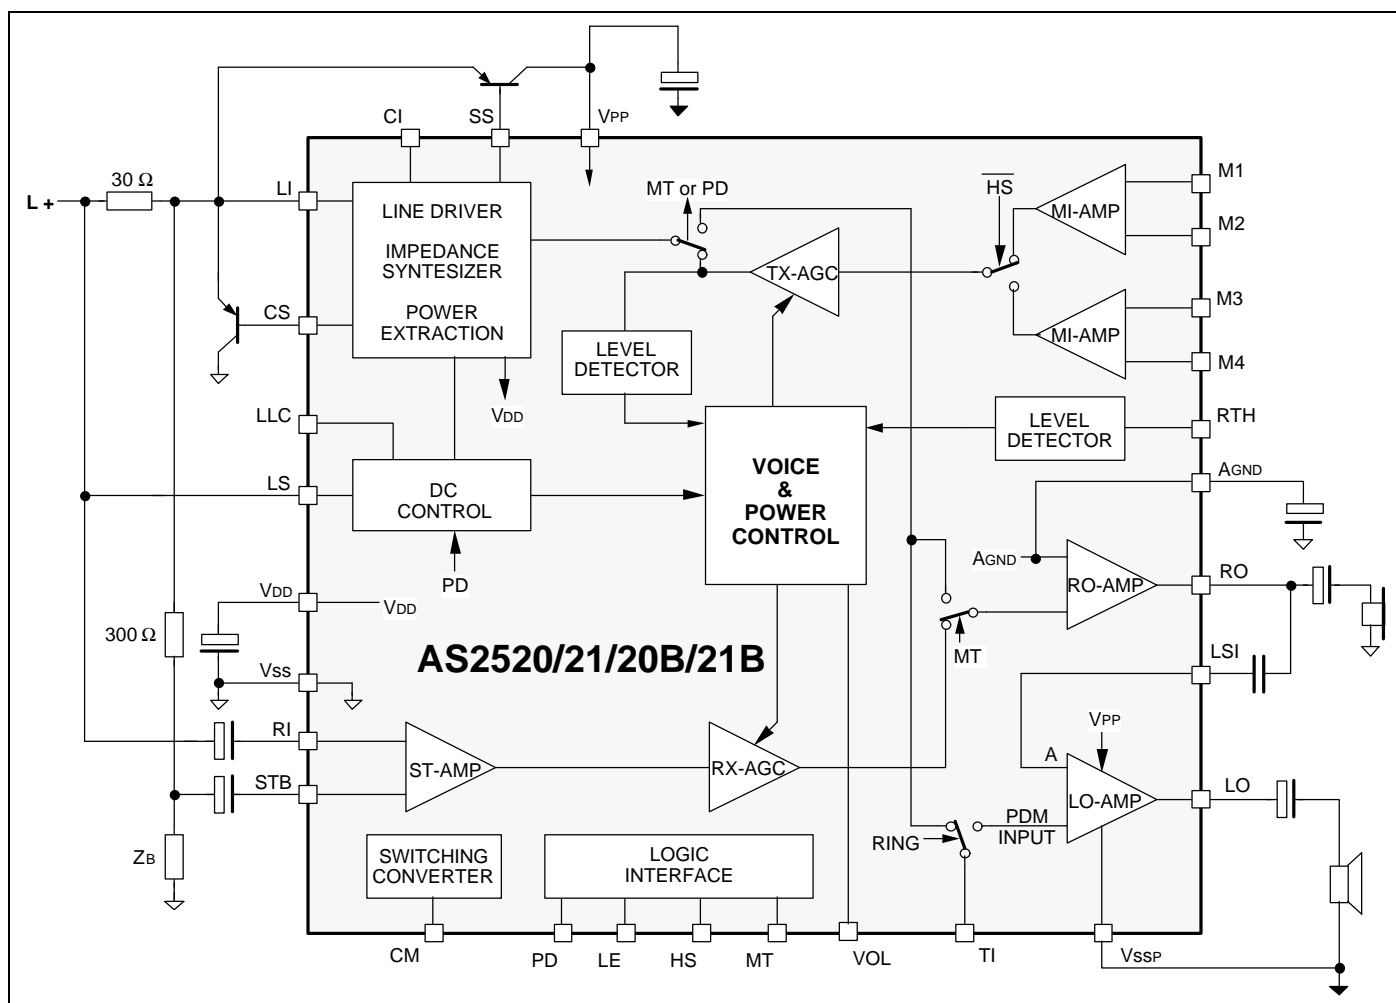 CI
SS
VPP
30 Ω
L +
LI
LINE DRIVER
IMPEDANCE
SYNTESIZER
POWER
EXTRACTION
MT or PD
HS
MI-AMP
M1
M2
TX-AGC
CS
LEVEL
DETECTOR
MI-AMP
M3
M4
VDD
LLC
LEVEL
DETECTOR
RTH
LS
DC
CONTROL
VOICE
&
POWER
CONTROL
AGND
PD
AGND
RO-AMP
RO
VDD
VDD
300 Ω
MT
LSI
AS2520/21/20B/21B
VSS
RI
VPP
A
STB
ST-AMP
RX-AGC
LO-AMP
LO
PDM
INPUT
RING
ZB
SWITCHING
CONVERTER
LOGIC
INTERFACE
CM
PD
LE
HS
MT
VOL
TI
VSSP